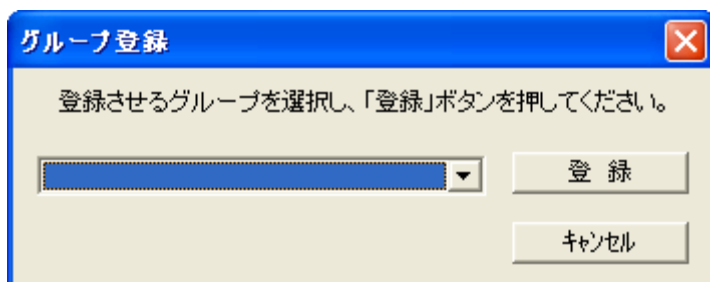 グループ登録
登録させるグループを選択し、「登録」ボタンを押してください。
登 録
キャンセル